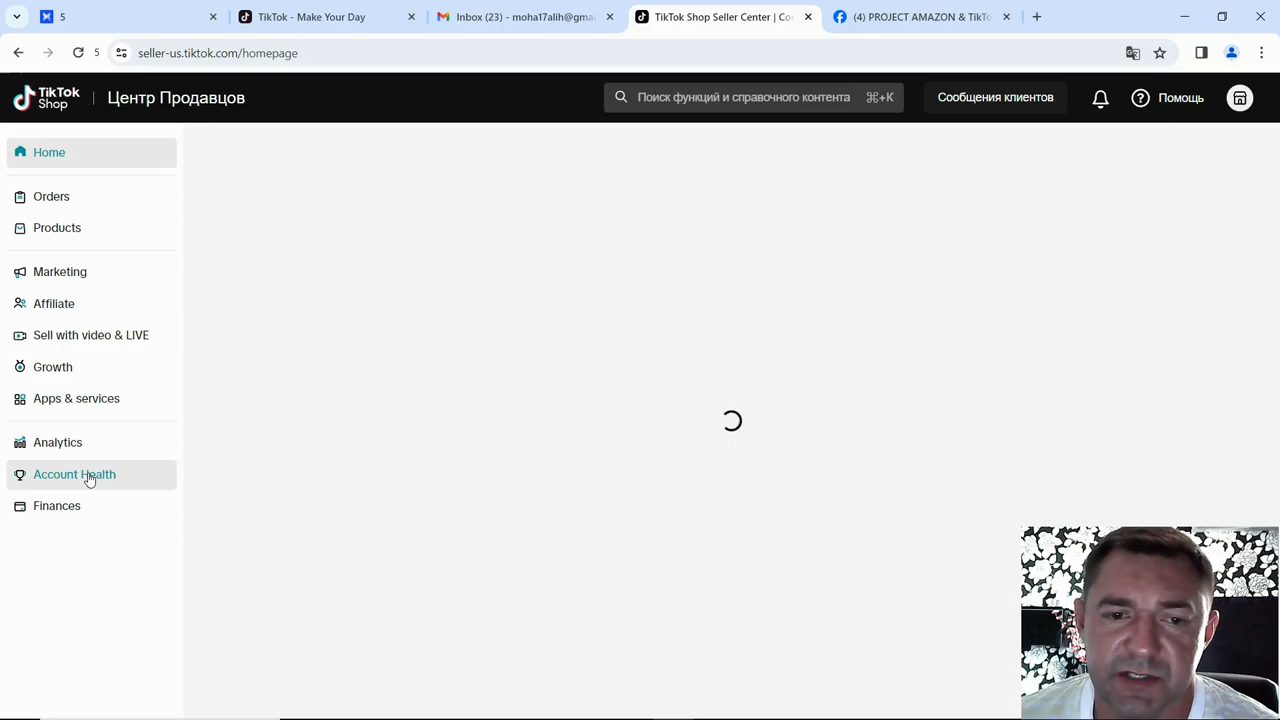 5
TikTok - Make Your Day
Inbox (23) - moha17alih@gmai
TikTok Shop Seller Center | Co
(4) PROJECT AMAZON & TikTo
5
seller-us.tiktok.com/homepage
TikTok
Shop
Центр Продавцов
Поиск функций и справочного контента
⌘+K
Сообщения клиентов
Помощь
Home
Orders
Products
Marketing
Affiliate
Sell with video & LIVE
Growth
Apps & services
Analytics
Account Health
Finances